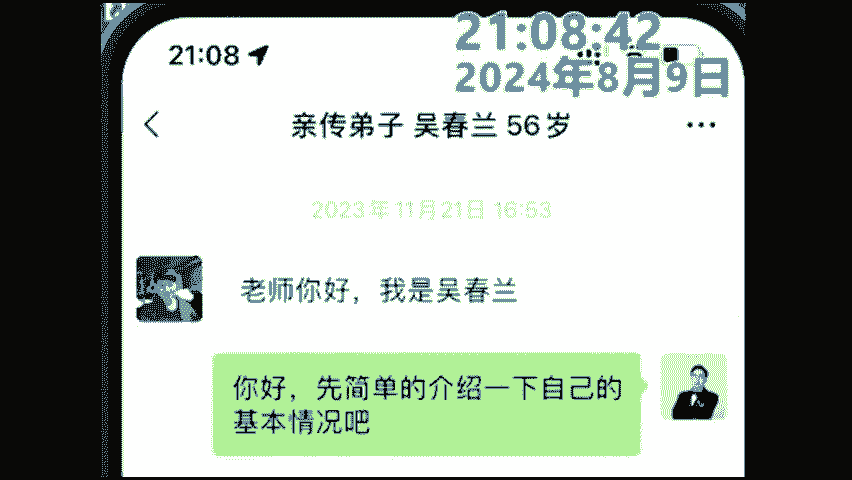 21:08
21:08:42
2024年8月9日
亲传弟子 吴春兰 56岁
2023年11月21日 16:53
老师你好，我是吴春兰
你好，先简单的介绍一下自己的
基本情况吧